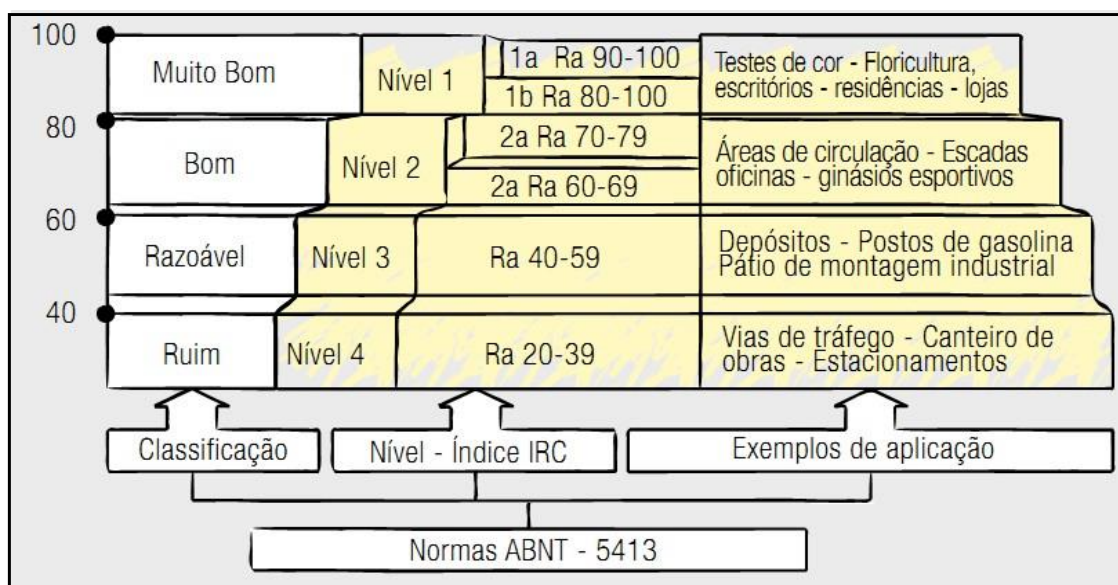 100
Muito Bom
Nível 1
1a Ra 90-100
1b Ra 80-100
Testes de cor - Floricultura,
escritórios - residências - lojas
80
Bom
Nível 2
2a Ra 70-79
2a Ra 60-69
Áreas de circulação - Escadas
oficinas - ginásios esportivos
60
Razoável
Nível 3
Ra 40-59
Depósitos - Postos de gasolina
Pátio de montagem industrial
40
Ruim
Nível 4
Ra 20-39
Vias de tráfego - Canteiro de
obras - Estacionamentos
Classificação
Nível - Índice IRC
Exemplos de aplicação
Normas ABNT - 5413